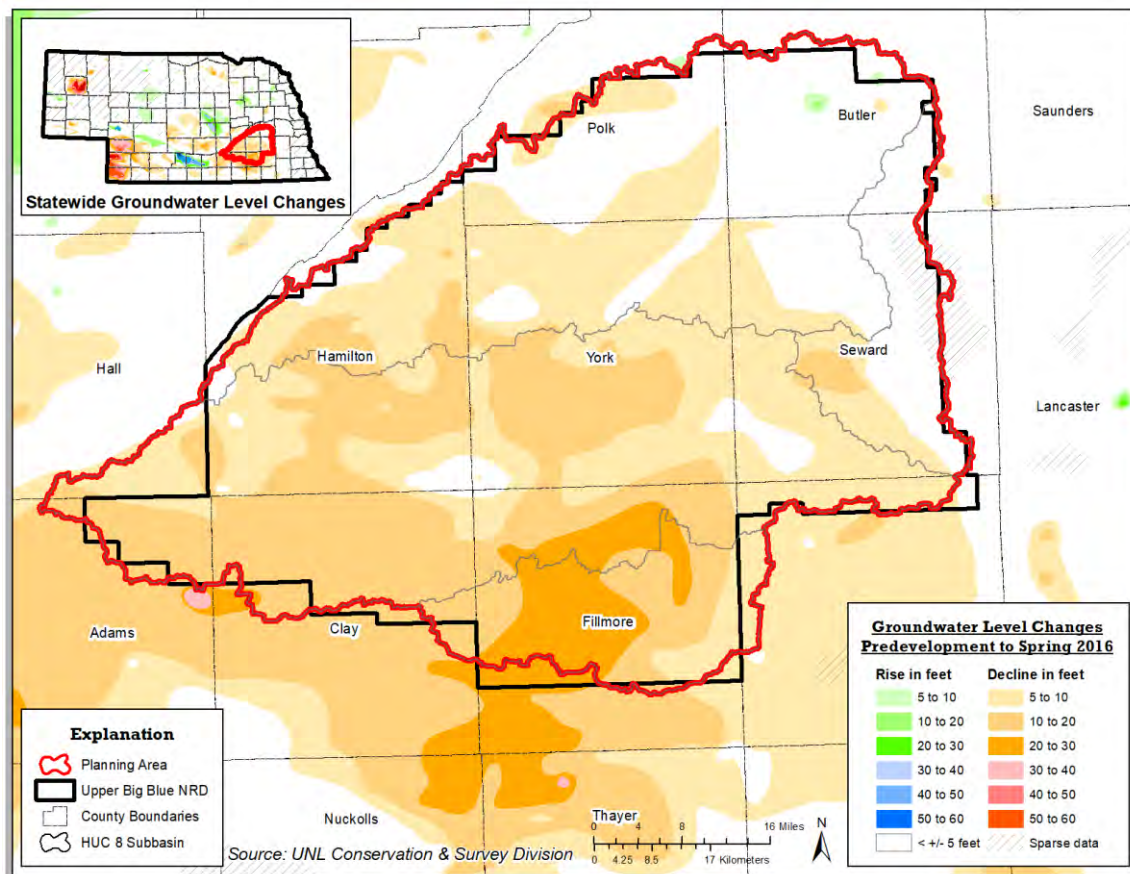 Statewide Groundwater Level Changes
Polk
Butler
Saunders
Hall
Hamilton
York
Seward
Lancaster
Adams
Clay
Fillmore
Nuckolls
Thayer
Explanation
Planning Area
Upper Big Blue NRD
County Boundaries
HUC 8 Subbasin
Source: UNL Conservation & Survey Division
0 4 8 16 Miles
0 4.25 8.5 17 Kilometers
N
Groundwater Level Changes
Predevelopment to Spring 2016
Rise in feet Decline in feet
5 to 10 5 to 10
10 to 20 10 to 20
20 to 30 20 to 30
30 to 40 30 to 40
40 to 50 40 to 50
50 to 60 50 to 60
< +/- 5 feet Sparse data